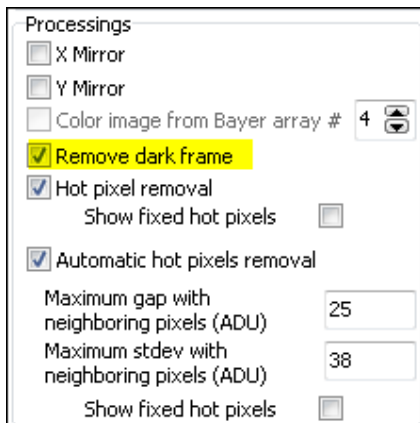 Processings
X Mirror
Y Mirror
Color image from Bayer array # 4
Remove dark frame
Hot pixel removal
Show fixed hot pixels
Automatic hot pixels removal
Maximum gap with
neighboring pixels (ADU) 25
Maximum stdev with
neighboring pixels (ADU) 38
Show fixed hot pixels